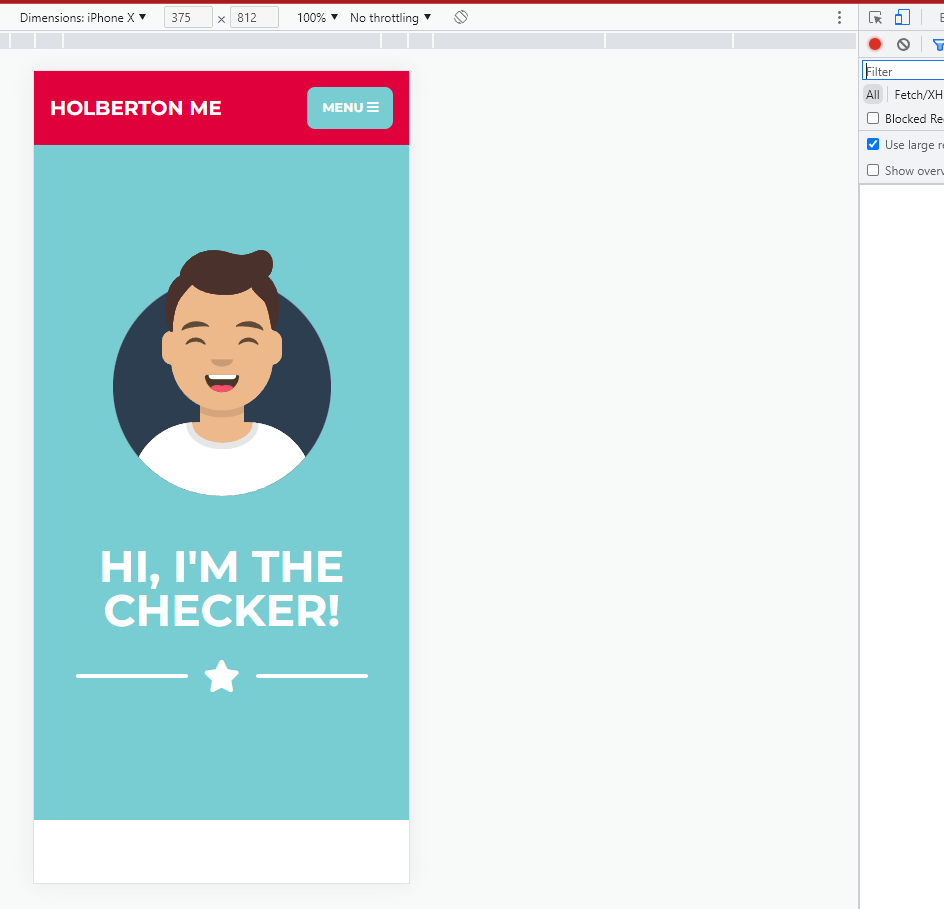 Dimensions: iPhone X 375 × 812 100% No throttling
Filter
All Fetch/XH
Blocked Re
Use large r
Show over
HOLBERTON ME MENU
HI, I'M THE
CHECKER!